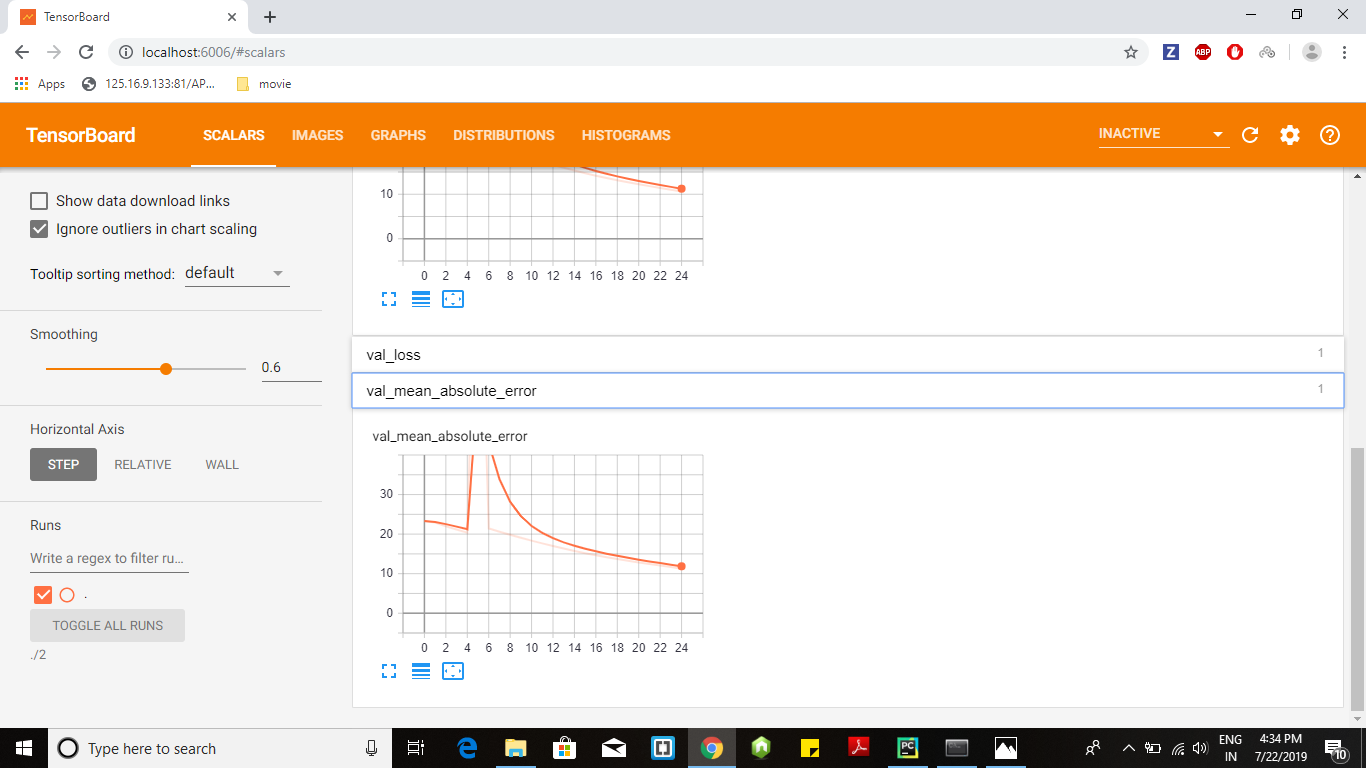 TensorBoard
localhost:6006/#scalars
Apps 125.16.9.133:81/AP... movie
Z ABP
TensorBoard SCALARS IMAGES GRAPHS DISTRIBUTIONS HISTOGRAMS INACTIVE
Show data download links
Ignore outliers in chart scaling
Tooltip sorting method: default
Smoothing
0.6
Horizontal Axis
STEP RELATIVE WALL
Runs
Write a regex to filter ru...
.
TOGGLE ALL RUNS
./2
10
0
0 2 4 6 8 10 12 14 16 18 20 22 24
val_loss 1
val_mean_absolute_error 1
val_mean_absolute_error
30
20
10
0
0 2 4 6 8 10 12 14 16 18 20 22 24
Type here to search
PC
ENG
IN
4:34 PM
7/22/2019
10